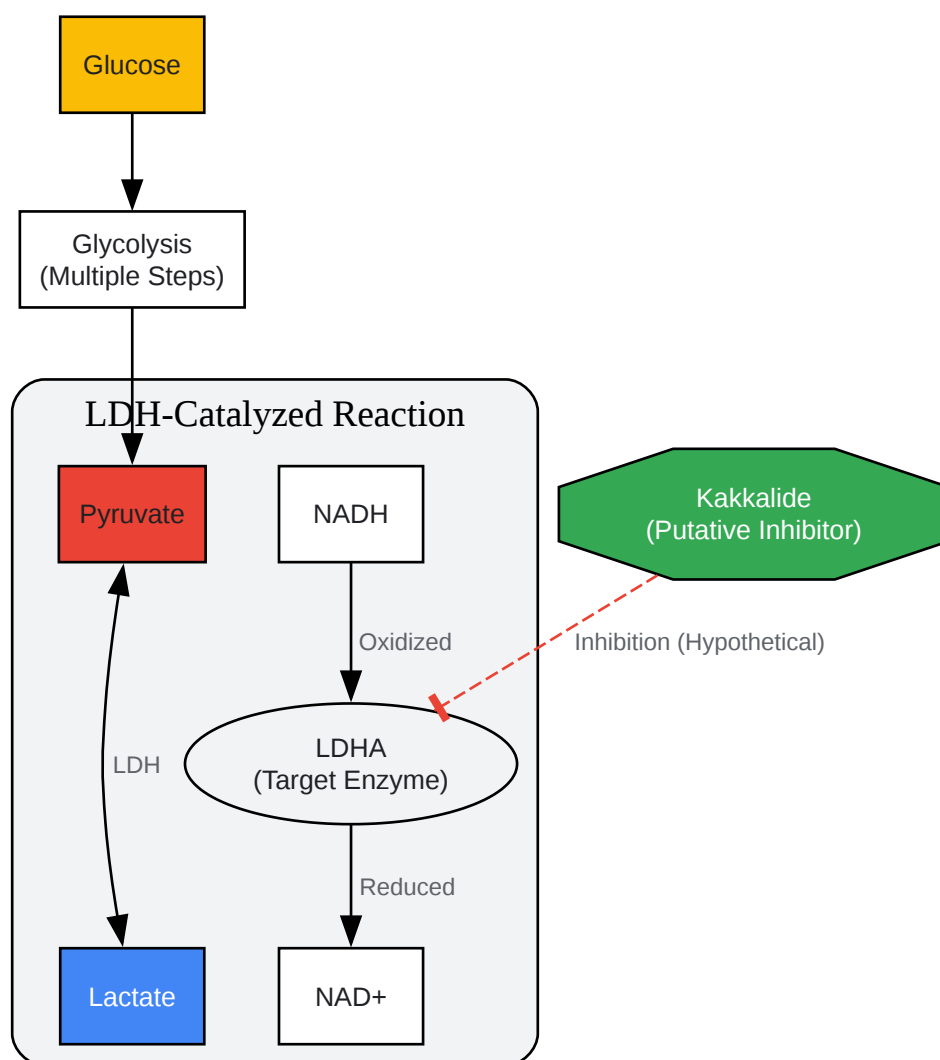 Glucose
Glycolysis
(Multiple Steps)
LDH-Catalyzed Reaction
Pyruvate
NADH
Kakkalide
(Putative Inhibitor)
Oxidized
Inhibition (Hypothetical)
LDH
LDHA
(Target Enzyme)
Reduced
Lactate
NAD+